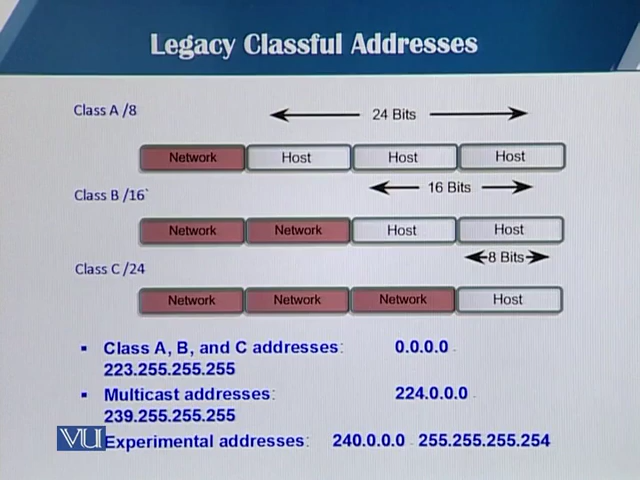 Legacy Classful Addresses
Class A /8
24 Bits
Network Host Host Host
16 Bits
Class B /16`
Network Network Host Host
8 Bits
Class C /24
Network Network Network Host
▪ Class A, B, and C addresses: 0.0.0.0 -
223.255.255.255
▪ Multicast addresses: 224.0.0.0 -
239.255.255.255
VU Experimental addresses: 240.0.0.0 - 255.255.255.254